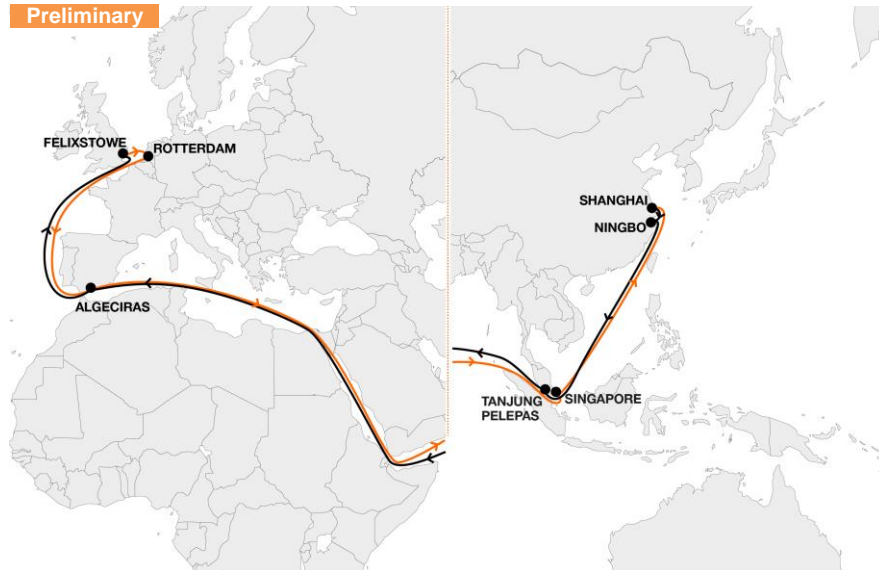 Preliminary
FELIXSTOWE
ROTTERDAM
ALGECIRAS
SHANGHAI
NINGBO
TANJUNG
PELEPAS
SINGAPORE